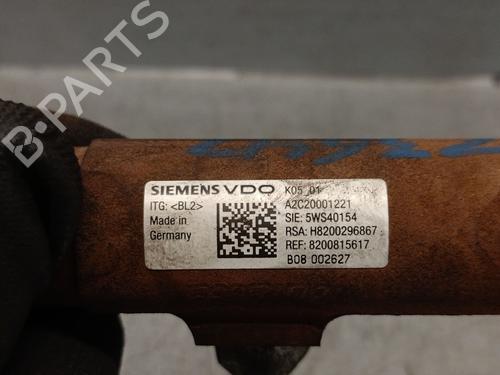 B-PARTS
SIEMENS VDO K05_01
ITG: <BL2> A2C20001221
Made in SIE: 5WS40154
Germany RSA: H8200296867
REF: 8200815617
B08 002627